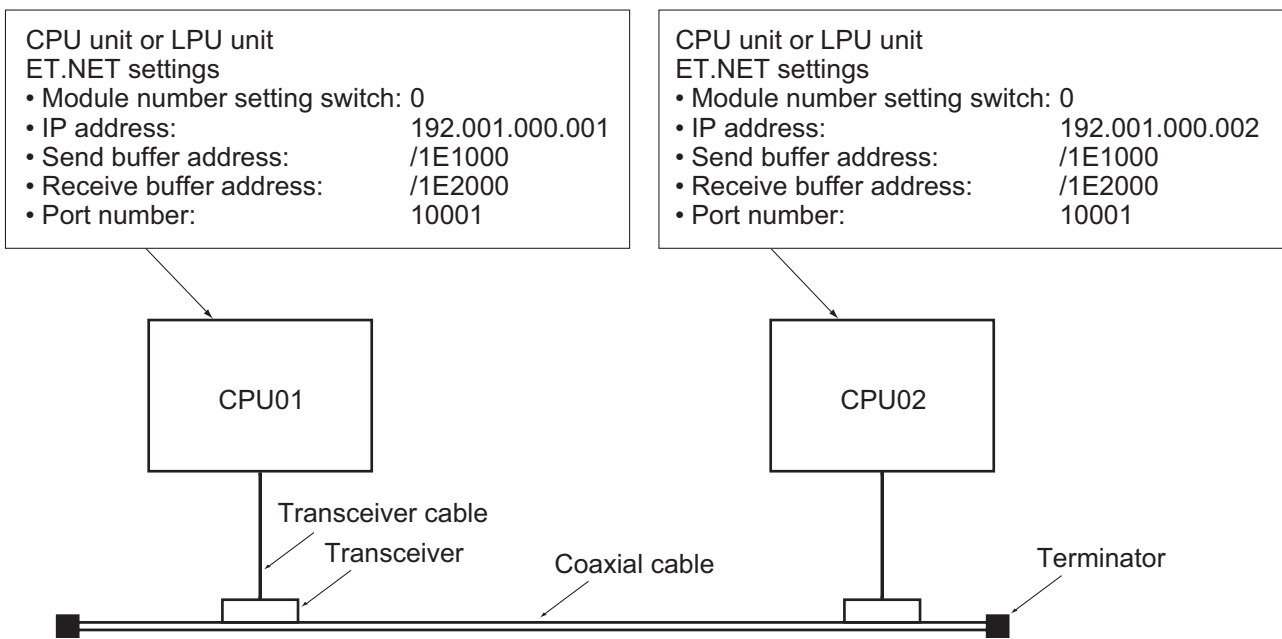 CPU unit or LPU unit
ET.NET settings
• Module number setting switch: 0
• IP address: 192.001.000.001
• Send buffer address: /1E1000
• Receive buffer address: /1E2000
• Port number: 10001
CPU unit or LPU unit
ET.NET settings
• Module number setting switch: 0
• IP address: 192.001.000.002
• Send buffer address: /1E1000
• Receive buffer address: /1E2000
• Port number: 10001
CPU01
CPU02
Transceiver cable
Transceiver
Coaxial cable
Terminator